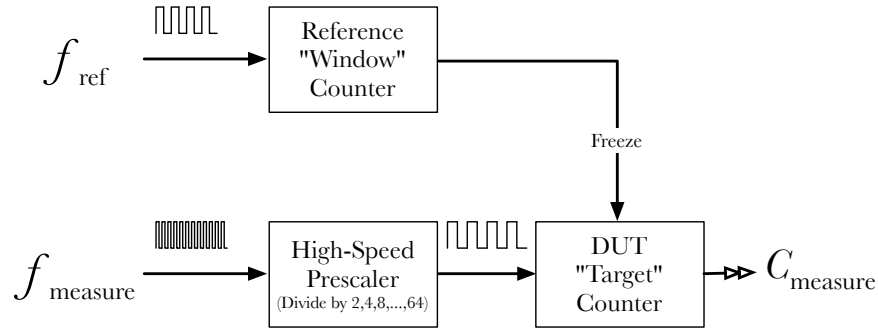 f ref
Reference
"Window"
Counter
Freeze
f measure
High-Speed
Prescaler
(Divide by 2,4,8,...,64)
DUT
"Target"
Counter
C measure